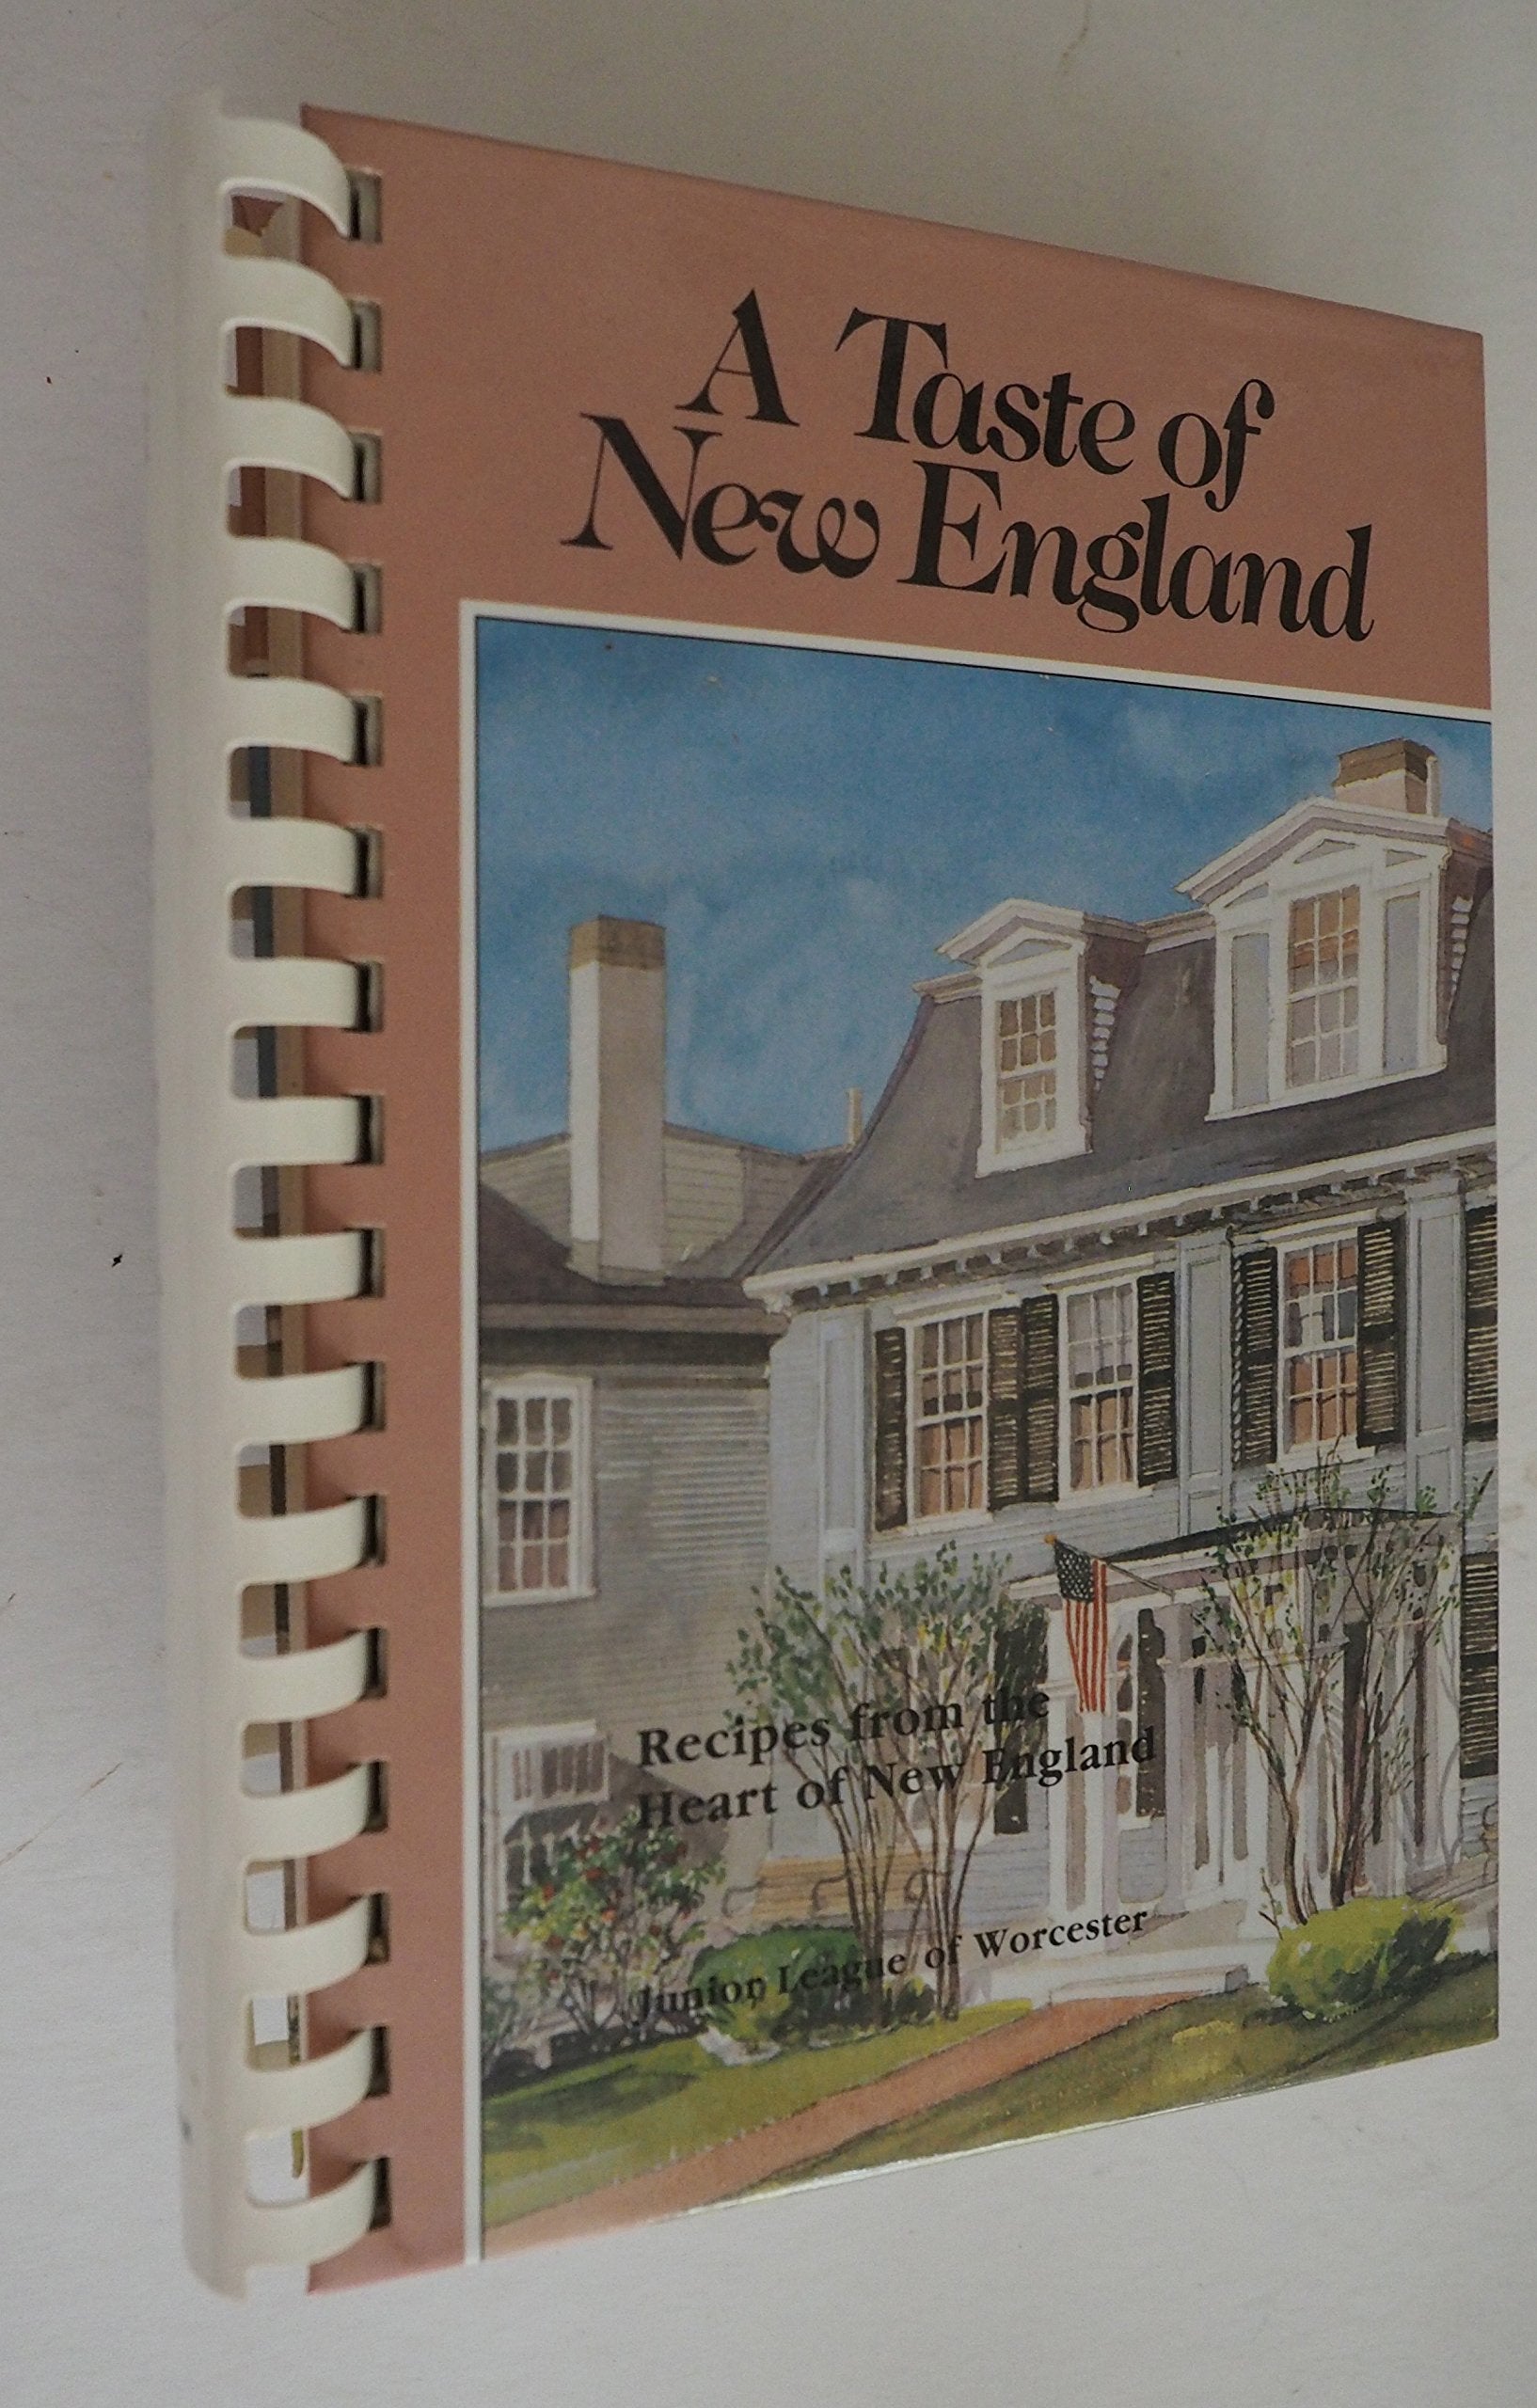 A Taste of
New England
Recipes from the
Heart of New England
Junior League of Worcester